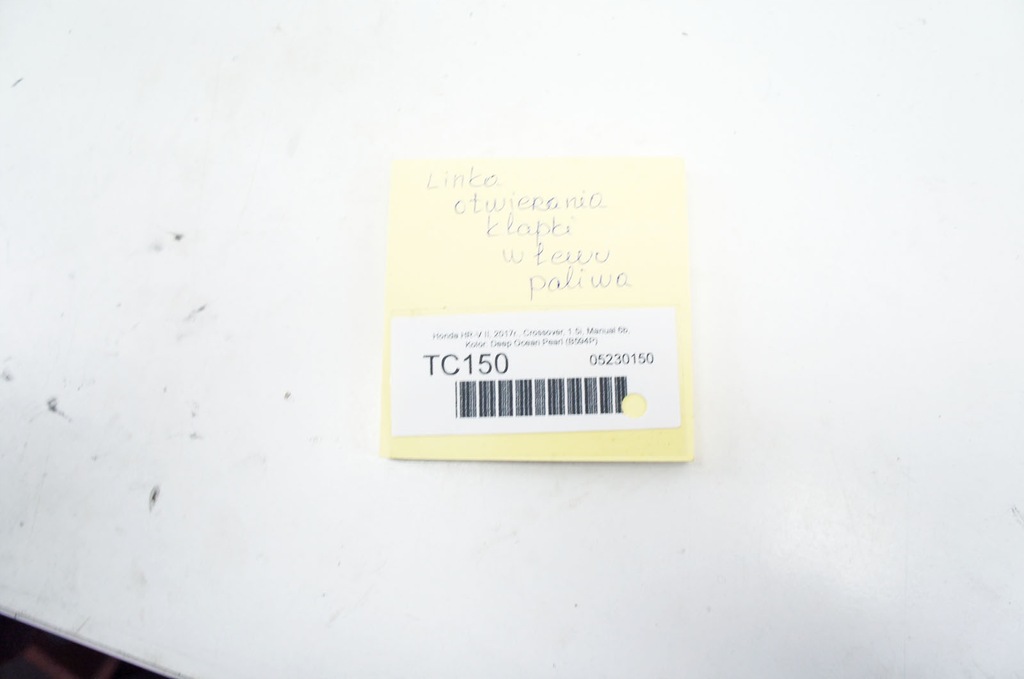 Linka
otwierania
klapki
wlewu
paliwa
Honda HR-V II, 2017r., Crossover, 1.5i, Manual 6b,
Kolor: Deep Ocean Pearl (B594P)
TC150
05230150